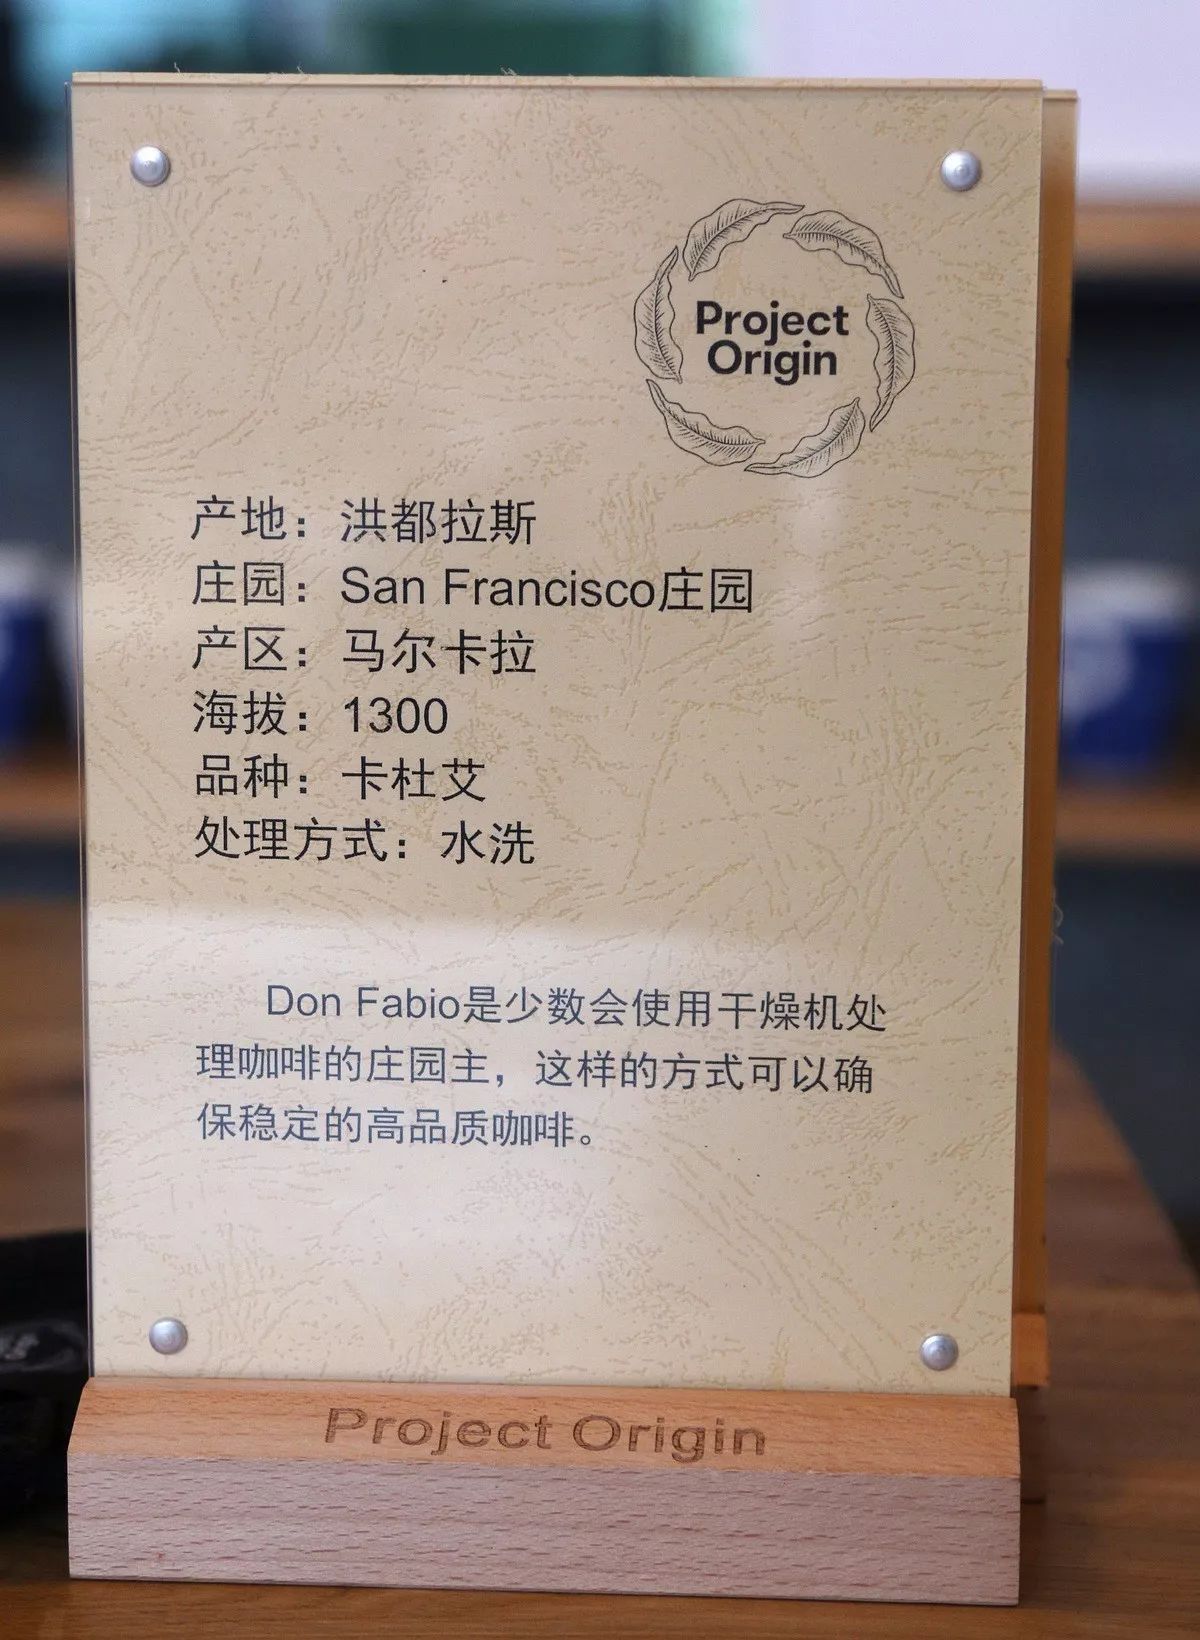 Project
Origin
产地：洪都拉斯
庄园：San Francisco庄园
产区：马尔卡拉
海拔：1300
品种：卡杜艾
处理方式：水洗
Don Fabio是少数会使用干燥机处
理咖啡的庄园主，这样的方式可以确
保稳定的高品质咖啡。
Project Origin